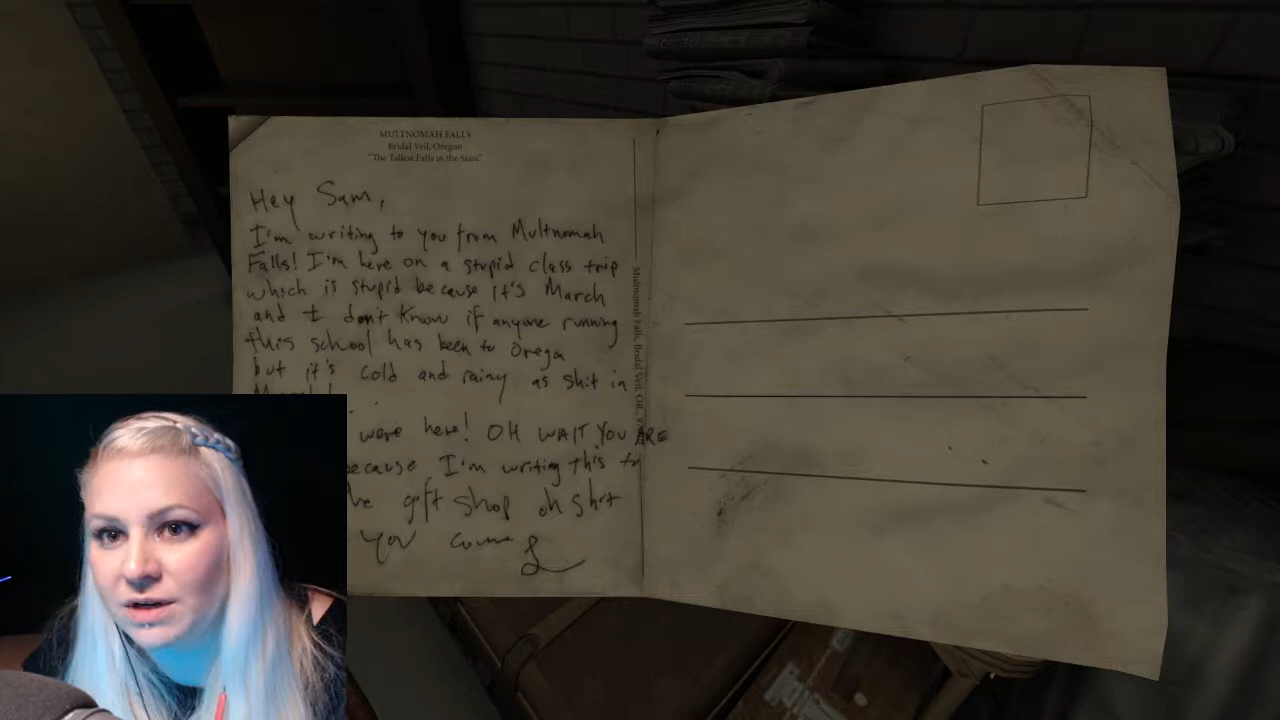 MULTNOMAH FALLS
Bridal Veil, Oregon
"The Tallest Falls in the State"
Hey Sam,
I'm writing to you from Multnomah
Falls! I'm here on a stupid class trip
which is stupid because it's March
and I don't know if anyone running
this school has been to Oregon
but it's cold and rainy as shit in
were here! OH WAIT YOU ARE
because I'm writing this
gift shop oh shit
you come
L
Multnomah Falls, Bridal Veil, OR.